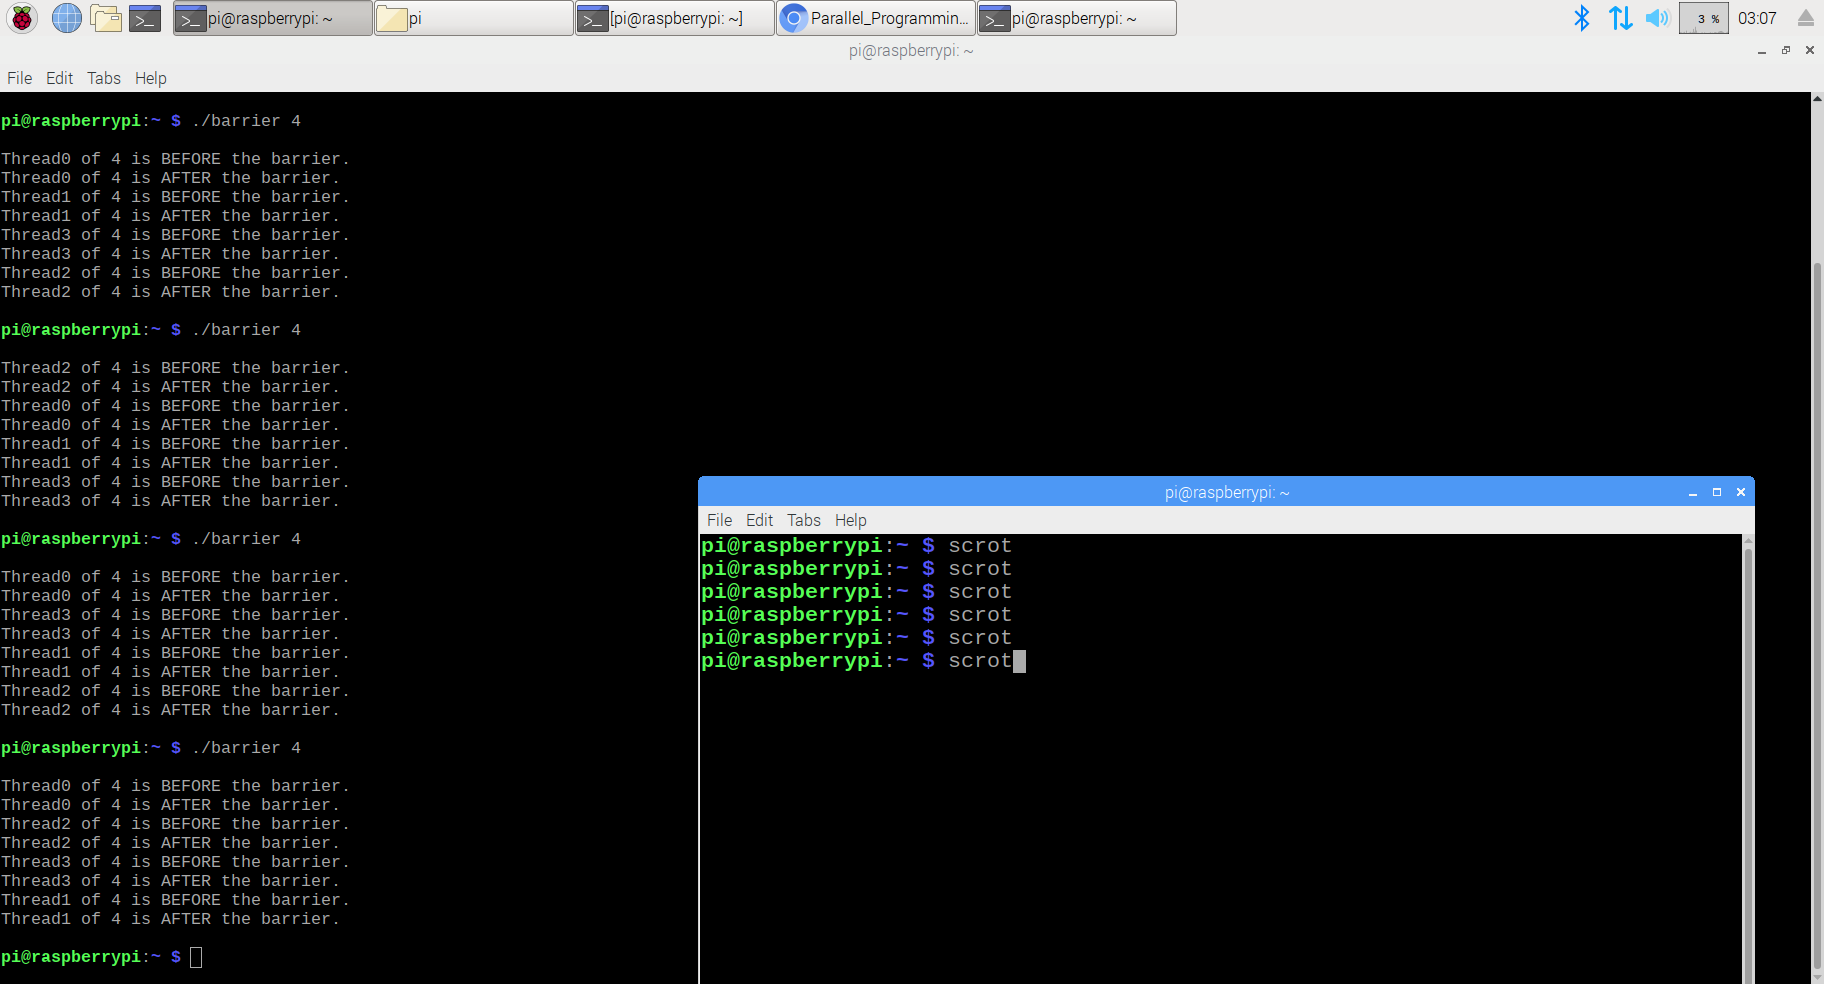 pi@raspberrypi: ~
pi
[pi@raspberrypi: ~]
Parallel_Programmin...
pi@raspberrypi: ~
3 %
03:07
pi@raspberrypi: ~
File Edit Tabs Help
pi@raspberrypi:~ $ ./barrier 4
Thread0 of 4 is BEFORE the barrier.
Thread0 of 4 is AFTER the barrier.
Thread1 of 4 is BEFORE the barrier.
Thread1 of 4 is AFTER the barrier.
Thread3 of 4 is BEFORE the barrier.
Thread3 of 4 is AFTER the barrier.
Thread2 of 4 is BEFORE the barrier.
Thread2 of 4 is AFTER the barrier.
pi@raspberrypi:~ $ ./barrier 4
Thread2 of 4 is BEFORE the barrier.
Thread2 of 4 is AFTER the barrier.
Thread0 of 4 is BEFORE the barrier.
Thread0 of 4 is AFTER the barrier.
Thread1 of 4 is BEFORE the barrier.
Thread1 of 4 is AFTER the barrier.
Thread3 of 4 is BEFORE the barrier.
Thread3 of 4 is AFTER the barrier.
pi@raspberrypi:~ $ ./barrier 4
Thread0 of 4 is BEFORE the barrier.
Thread0 of 4 is AFTER the barrier.
Thread3 of 4 is BEFORE the barrier.
Thread3 of 4 is AFTER the barrier.
Thread1 of 4 is BEFORE the barrier.
Thread1 of 4 is AFTER the barrier.
Thread2 of 4 is BEFORE the barrier.
Thread2 of 4 is AFTER the barrier.
pi@raspberrypi:~ $ ./barrier 4
Thread0 of 4 is BEFORE the barrier.
Thread0 of 4 is AFTER the barrier.
Thread2 of 4 is BEFORE the barrier.
Thread2 of 4 is AFTER the barrier.
Thread3 of 4 is BEFORE the barrier.
Thread3 of 4 is AFTER the barrier.
Thread1 of 4 is BEFORE the barrier.
Thread1 of 4 is AFTER the barrier.
pi@raspberrypi:~ $
pi@raspberrypi: ~
File Edit Tabs Help
pi@raspberrypi:~ $ scrot
pi@raspberrypi:~ $ scrot
pi@raspberrypi:~ $ scrot
pi@raspberrypi:~ $ scrot
pi@raspberrypi:~ $ scrot
pi@raspberrypi:~ $ scrot